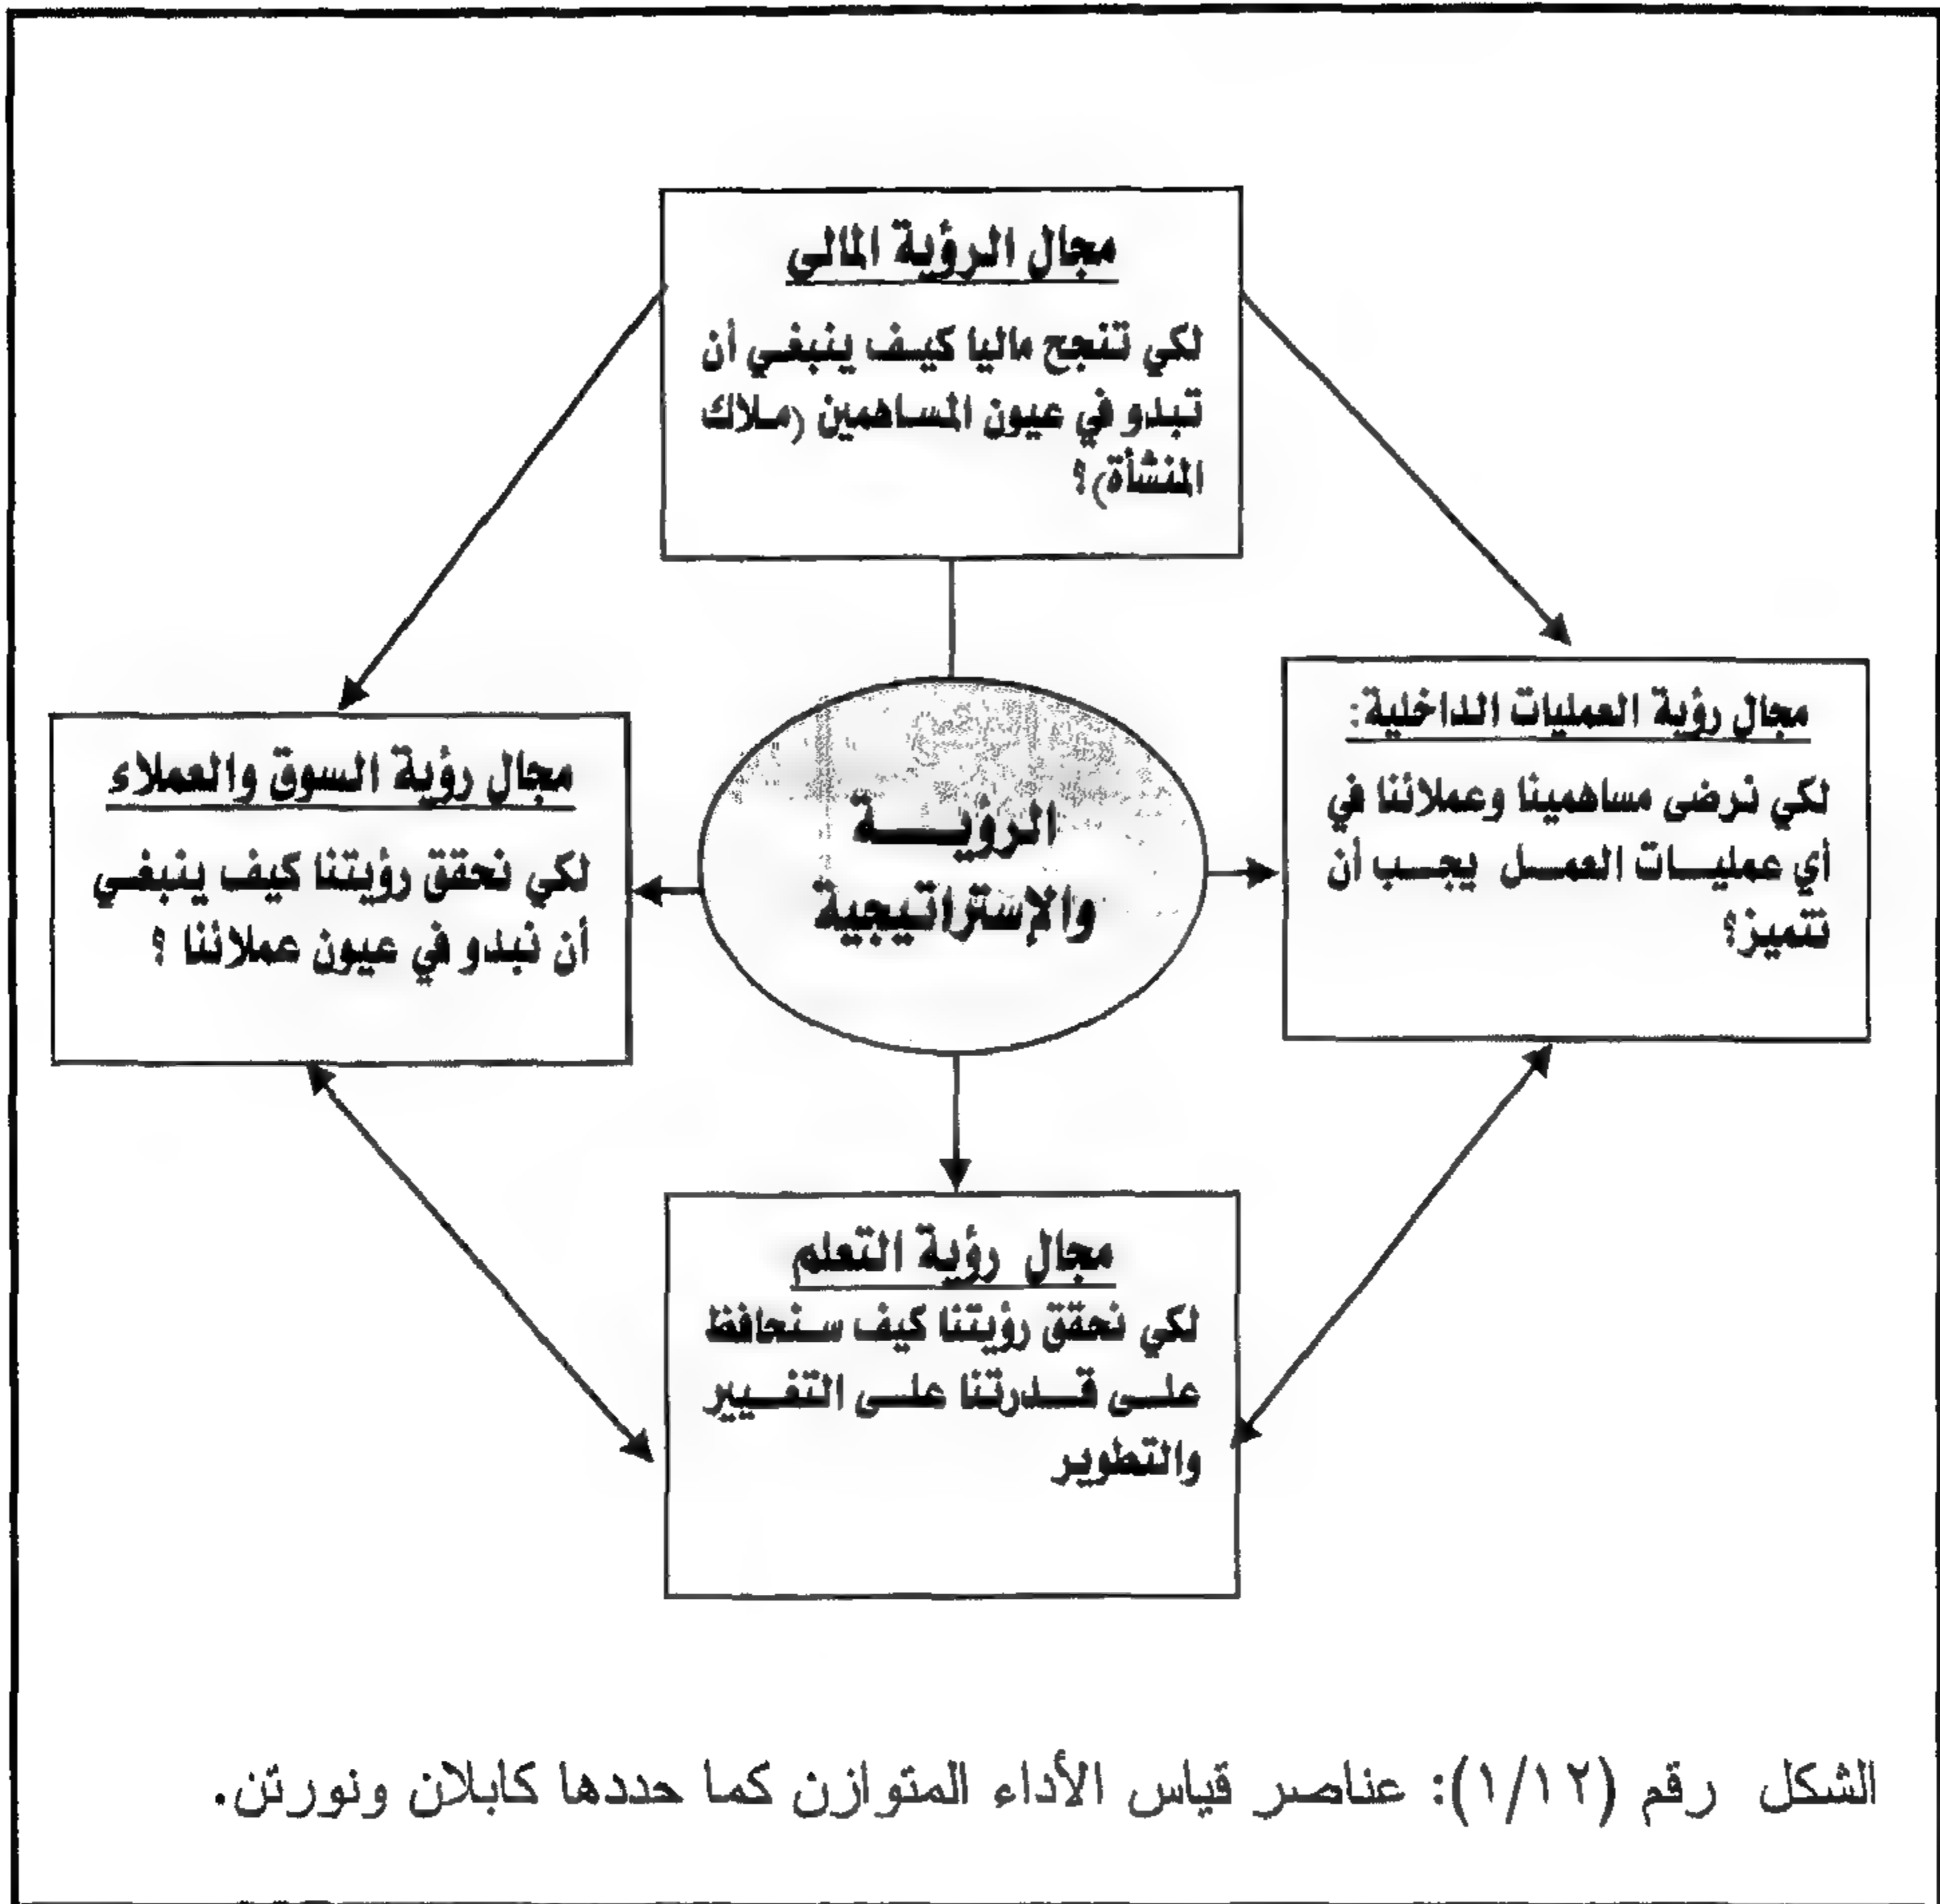 مجال الرؤية المالي
لكي تنجح ماليا كيف ينبغي أن
تبدو في عيون المساهمين (ملاك
المنشأة)؟
مجال رؤية العمليات الداخلية:
لكي نرضى مساهمينا وعملائنا في
أي عمليات العمل يجب أن
نتميز؟
الرؤية
والإستراتيجية
مجال رؤية السوق والعملاء
لكي نحقق رؤيتنا كيف ينبغي
أن نبدو في عيون عملائنا ؟
مجال رؤية التعلم
لكي نحقق رؤيتنا كيف سنحافظ
على قدرتنا على التغيير
والتطوير
الشكل رقم (١/١٢): عناصر قياس الأداء المتوازن كما حددها كابلان ونورتن.